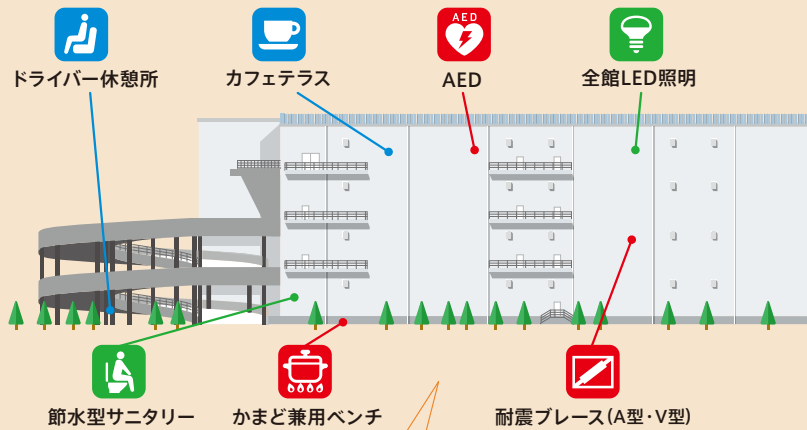 AED
ドライバー休憩所
カフェテラス
AED
全館LED照明
節水型サニタリー
かまど兼用ベンチ
耐震ブレース(A型・V型)